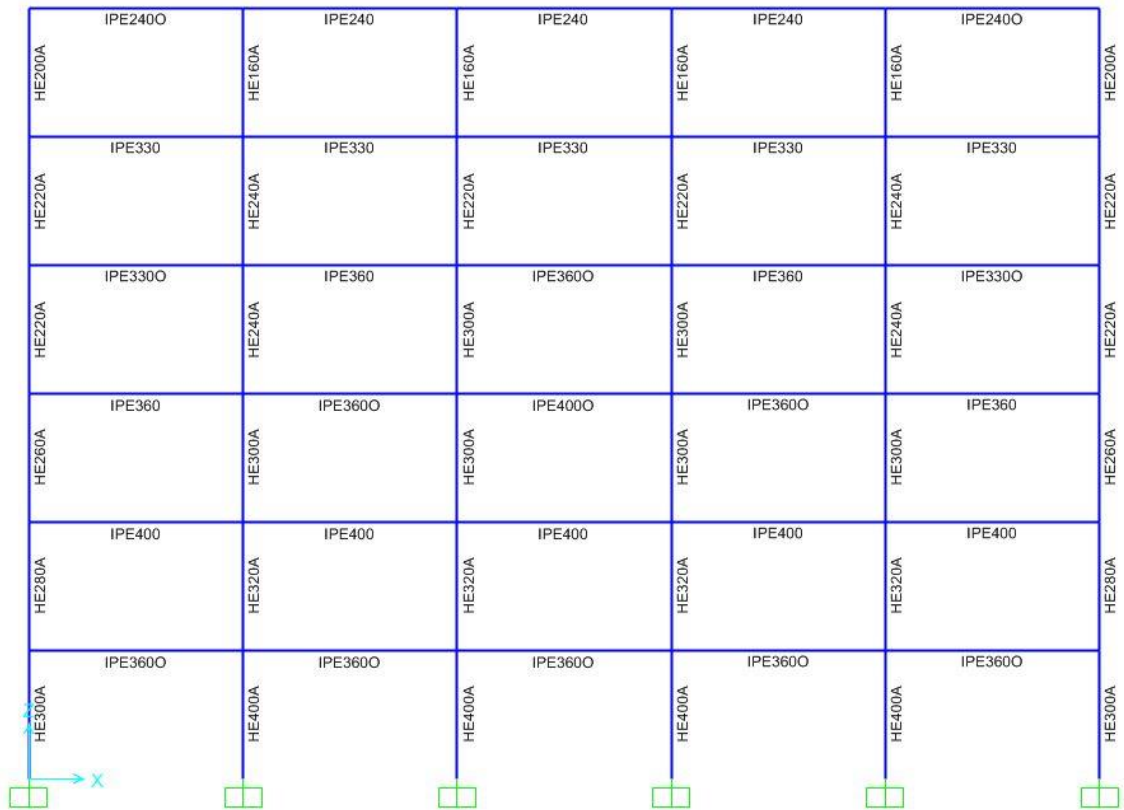 IPE240O IPE240 IPE240 IPE240 IPE240O
HE200A HE160A HE160A HE160A HE160A HE200A
IPE330 IPE330 IPE330 IPE330 IPE330
HE220A HE240A HE220A HE220A HE240A HE220A
IPE330O IPE360 IPE360O IPE360 IPE330O
HE220A HE240A HE300A HE300A HE240A HE220A
IPE360 IPE360O IPE400O IPE360O IPE360
HE260A HE300A HE300A HE300A HE300A HE260A
IPE400 IPE400 IPE400 IPE400 IPE400
HE280A HE320A HE320A HE320A HE320A HE280A
IPE360O IPE360O IPE360O IPE360O IPE360O
HE300A HE400A HE400A HE400A HE400A HE300A
Z
X